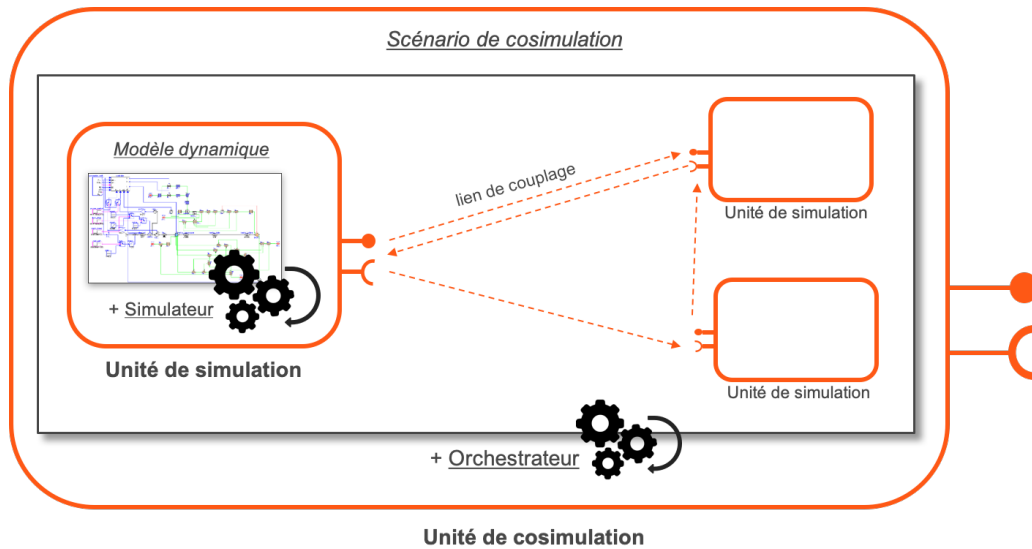 Scénario de cosimulation
Modèle dynamique
+ Simulateur
Unité de simulation
lien de couplage
Unité de simulation
Unité de simulation
+ Orchestrateur
Unité de cosimulation